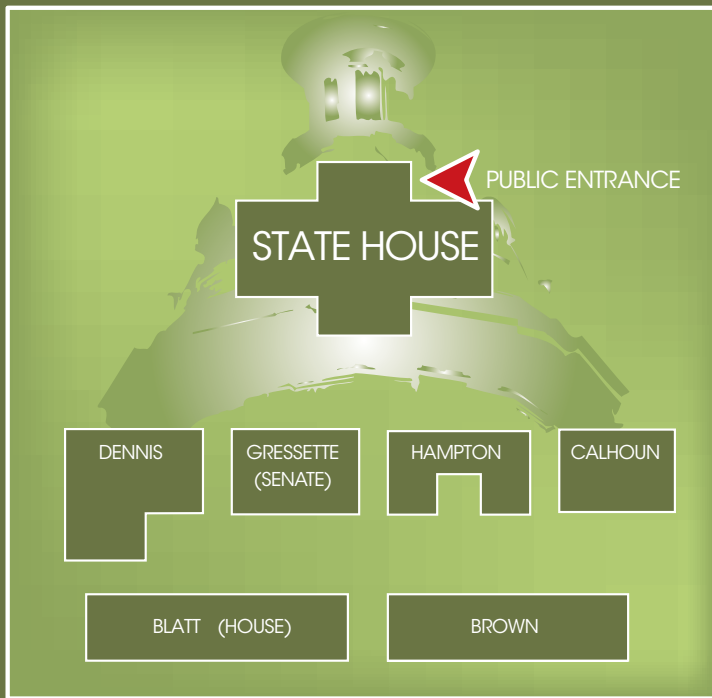 PUBLIC ENTRANCE
STATE HOUSE
DENNIS
GRESSETTE
(SENATE)
HAMPTON
CALHOUN
BLATT (HOUSE)
BROWN